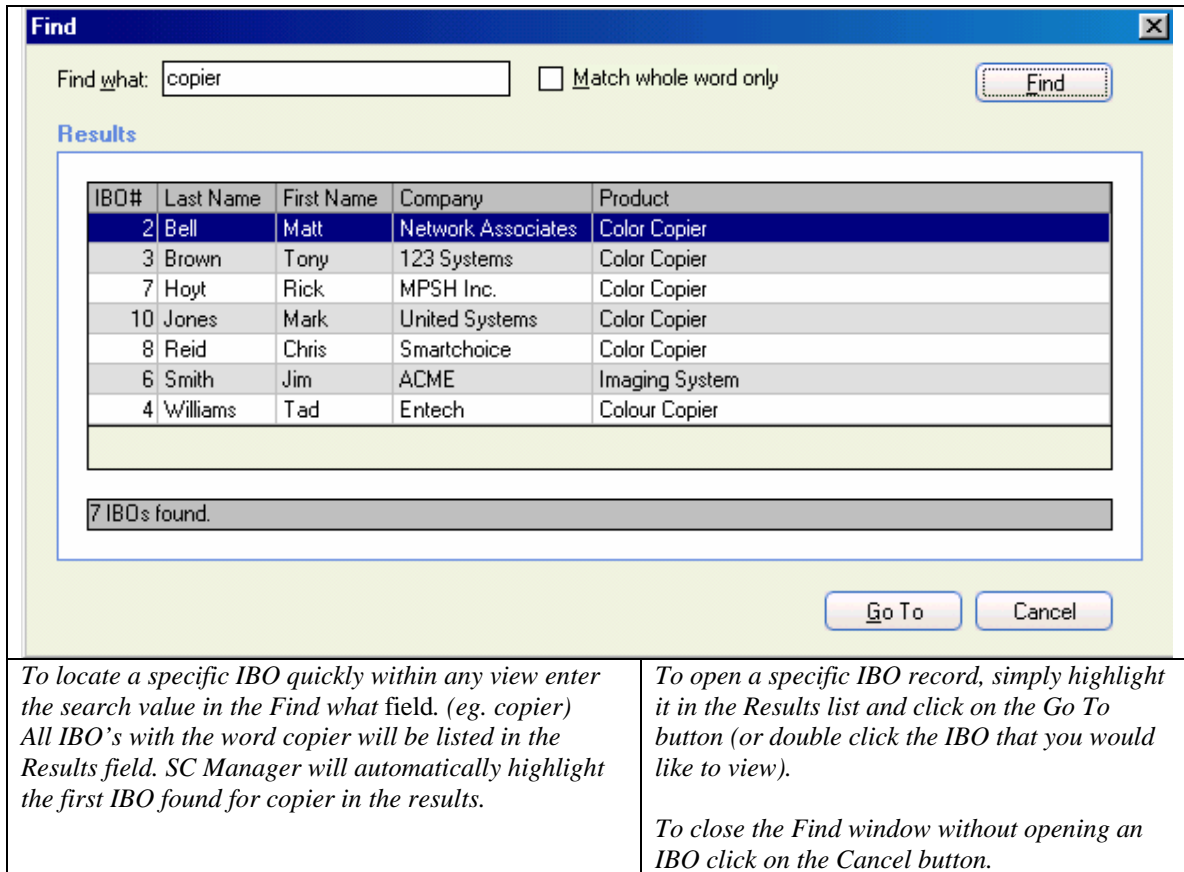 Find
Find what: copier Match whole word only Find
Results
IBO# Last Name First Name Company Product
2 Bell Matt Network Associates Color Copier
3 Brown Tony 123 Systems Color Copier
7 Hoyt Rick MPSH Inc. Color Copier
10 Jones Mark United Systems Color Copier
8 Reid Chris Smartchoice Color Copier
6 Smith Jim ACME Imaging System
4 Williams Tad Entech Colour Copier
7 IBOs found.
Go To Cancel
To locate a specific IBO quickly within any view enter
the search value in the Find what field. (eg. copier)
All IBO's with the word copier will be listed in the
Results field. SC Manager will automatically highlight
the first IBO found for copier in the results.
To open a specific IBO record, simply highlight
it in the Results list and click on the Go To
button (or double click the IBO that you would
like to view).
To close the Find window without opening an
IBO click on the Cancel button.